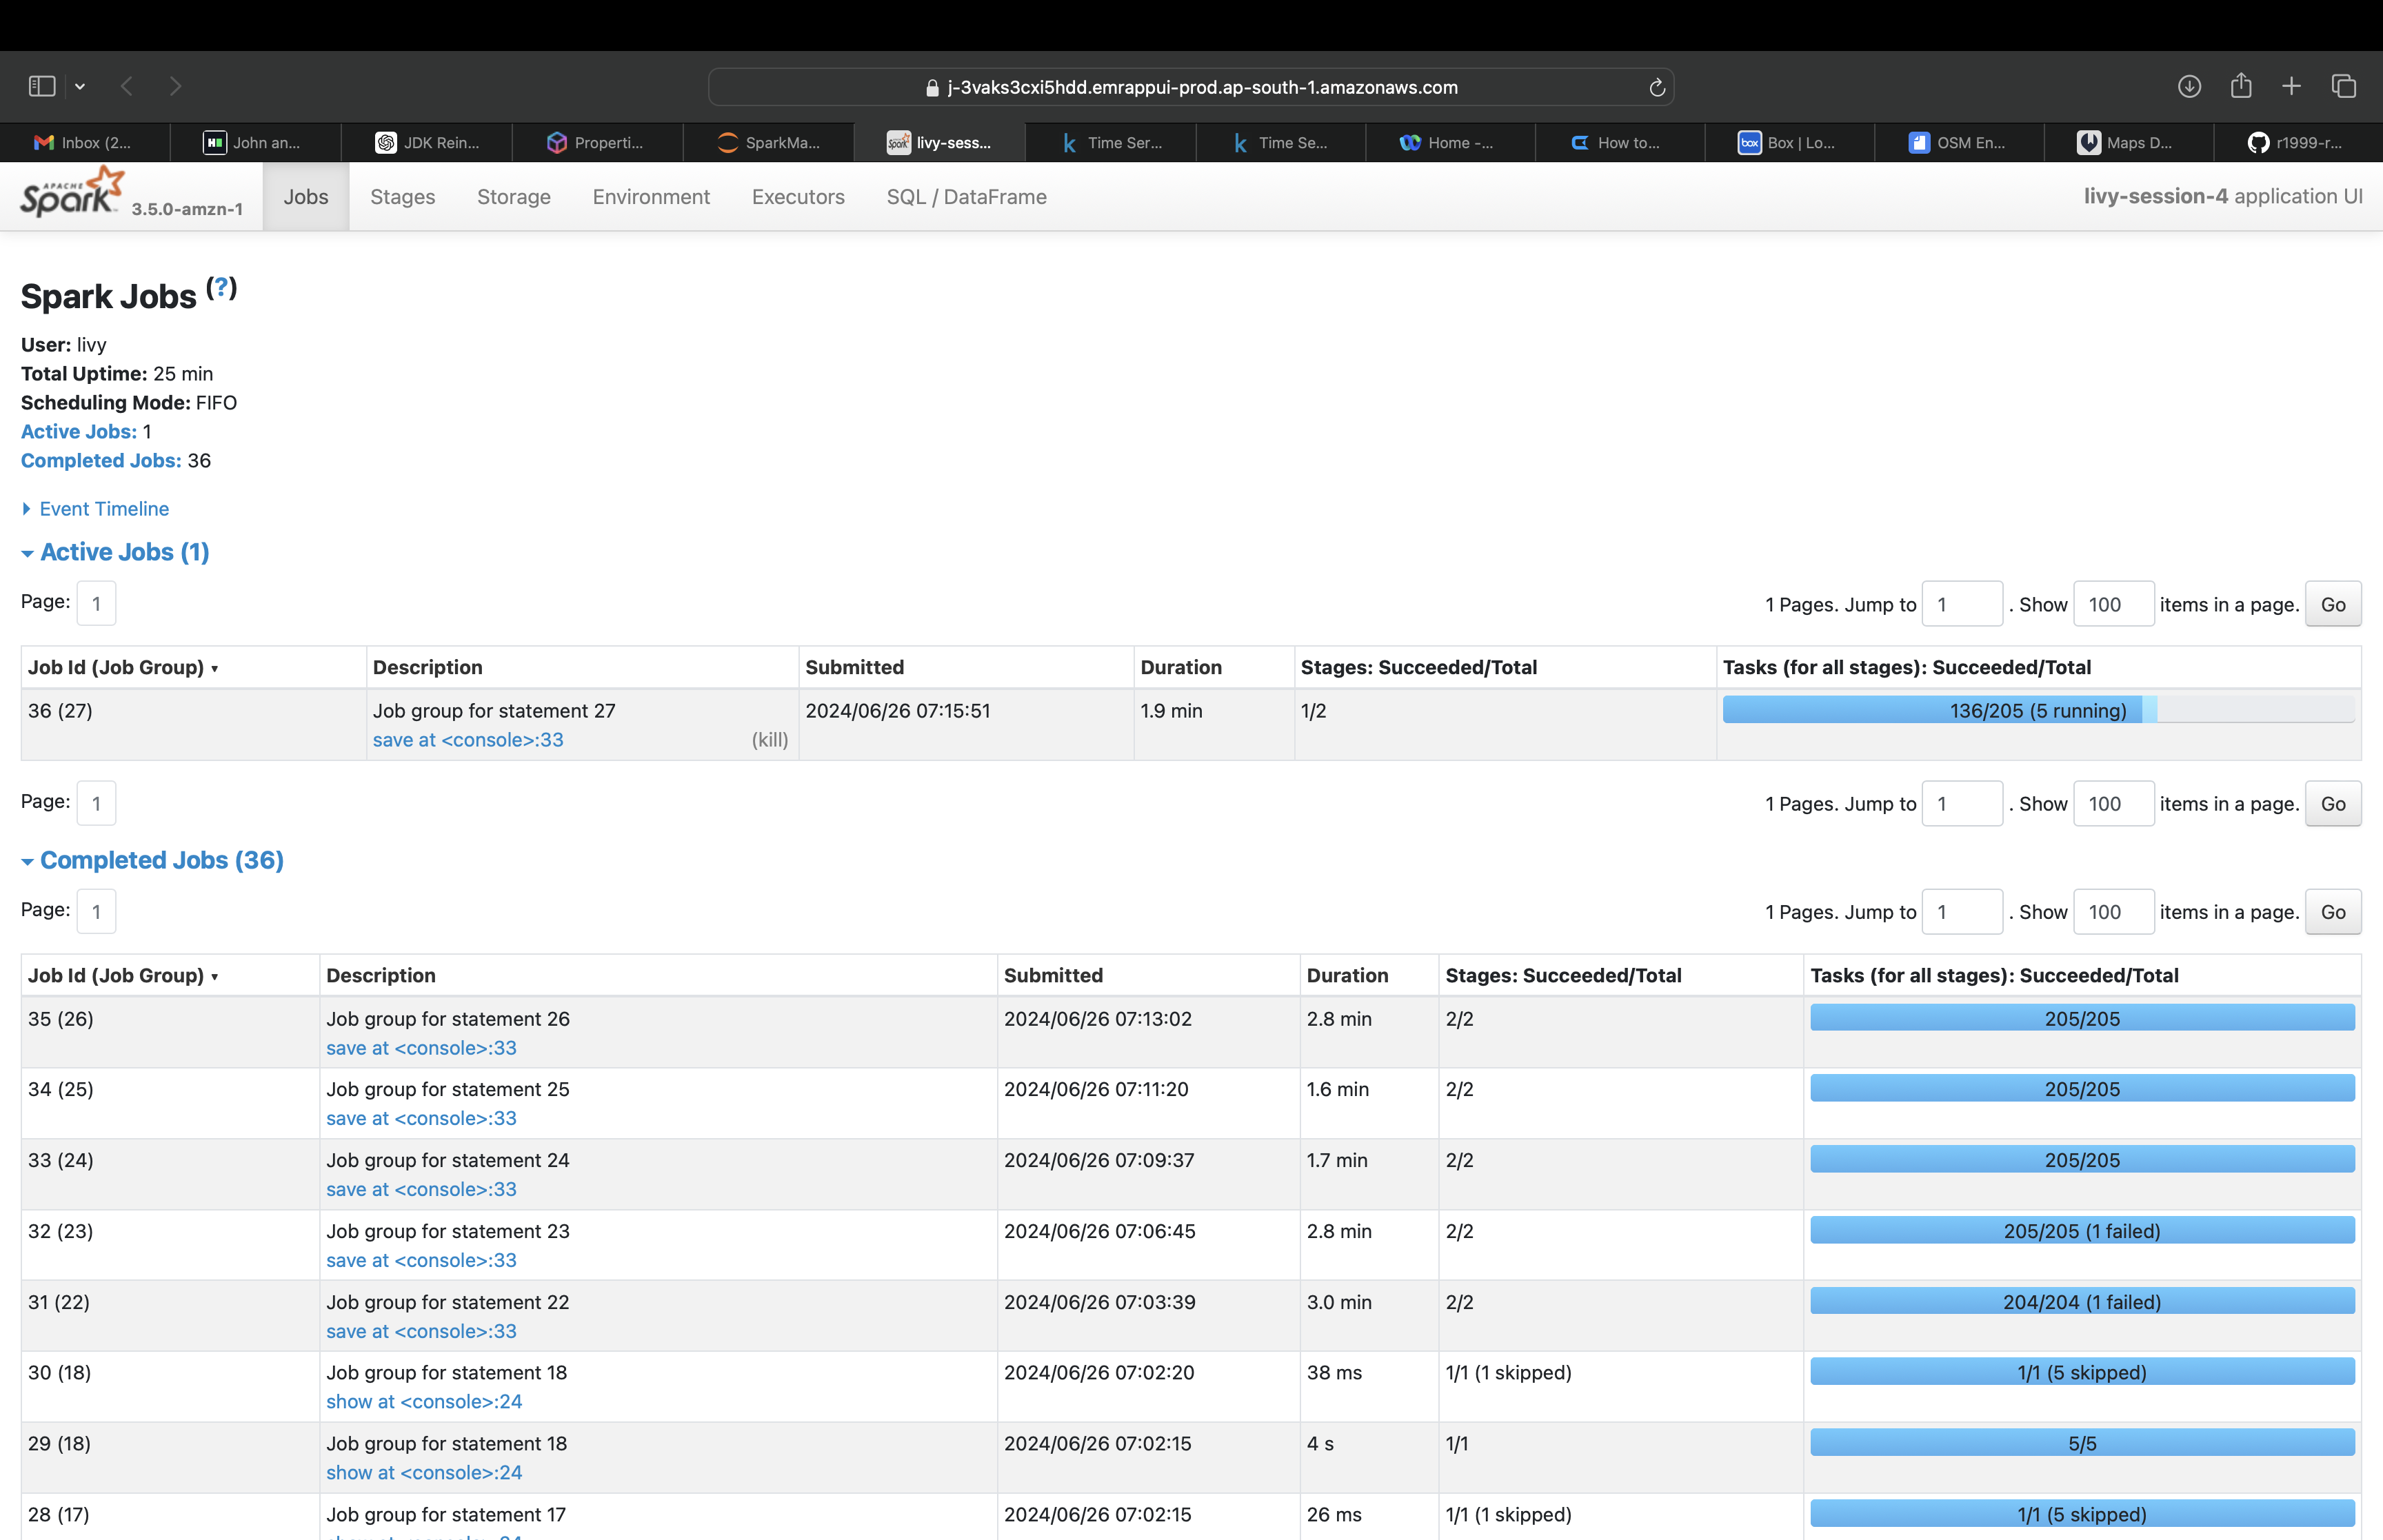 j-3vaks3cxi5hdd.emrappui-prod.ap-south-1.amazonaws.com
Inbox (2... John an... JDK Rein... Properti... SparkMa... livy-sess... Time Ser... Time Se... Home -... How to... Box | Lo... OSM En... Maps D... r1999-r...
APACHE Spark 3.5.0-amzn-1 Jobs Stages Storage Environment Executors SQL / DataFrame livy-session-4 application UI
Spark Jobs (?)
User: livy
Total Uptime: 25 min
Scheduling Mode: FIFO
Active Jobs: 1
Completed Jobs: 36
Event Timeline
Active Jobs (1)
Page: 1 1 Pages. Jump to 1 . Show 100 items in a page. Go
Job Id (Job Group) ▾ Description Submitted Duration Stages: Succeeded/Total Tasks (for all stages): Succeeded/Total
36 (27) Job group for statement 27 2024/06/26 07:15:51 1.9 min 1/2 136/205 (5 running)
save at <console>:33 (kill)
Page: 1 1 Pages. Jump to 1 . Show 100 items in a page. Go
Completed Jobs (36)
Page: 1 1 Pages. Jump to 1 . Show 100 items in a page. Go
Job Id (Job Group) ▾ Description Submitted Duration Stages: Succeeded/Total Tasks (for all stages): Succeeded/Total
35 (26) Job group for statement 26 2024/06/26 07:13:02 2.8 min 2/2 205/205
save at <console>:33
34 (25) Job group for statement 25 2024/06/26 07:11:20 1.6 min 2/2 205/205
save at <console>:33
33 (24) Job group for statement 24 2024/06/26 07:09:37 1.7 min 2/2 205/205
save at <console>:33
32 (23) Job group for statement 23 2024/06/26 07:06:45 2.8 min 2/2 205/205 (1 failed)
save at <console>:33
31 (22) Job group for statement 22 2024/06/26 07:03:39 3.0 min 2/2 204/204 (1 failed)
save at <console>:33
30 (18) Job group for statement 18 2024/06/26 07:02:20 38 ms 1/1 (1 skipped) 1/1 (5 skipped)
show at <console>:24
29 (18) Job group for statement 18 2024/06/26 07:02:15 4 s 1/1 5/5
show at <console>:24
28 (17) Job group for statement 17 2024/06/26 07:02:15 26 ms 1/1 (1 skipped) 1/1 (5 skipped)